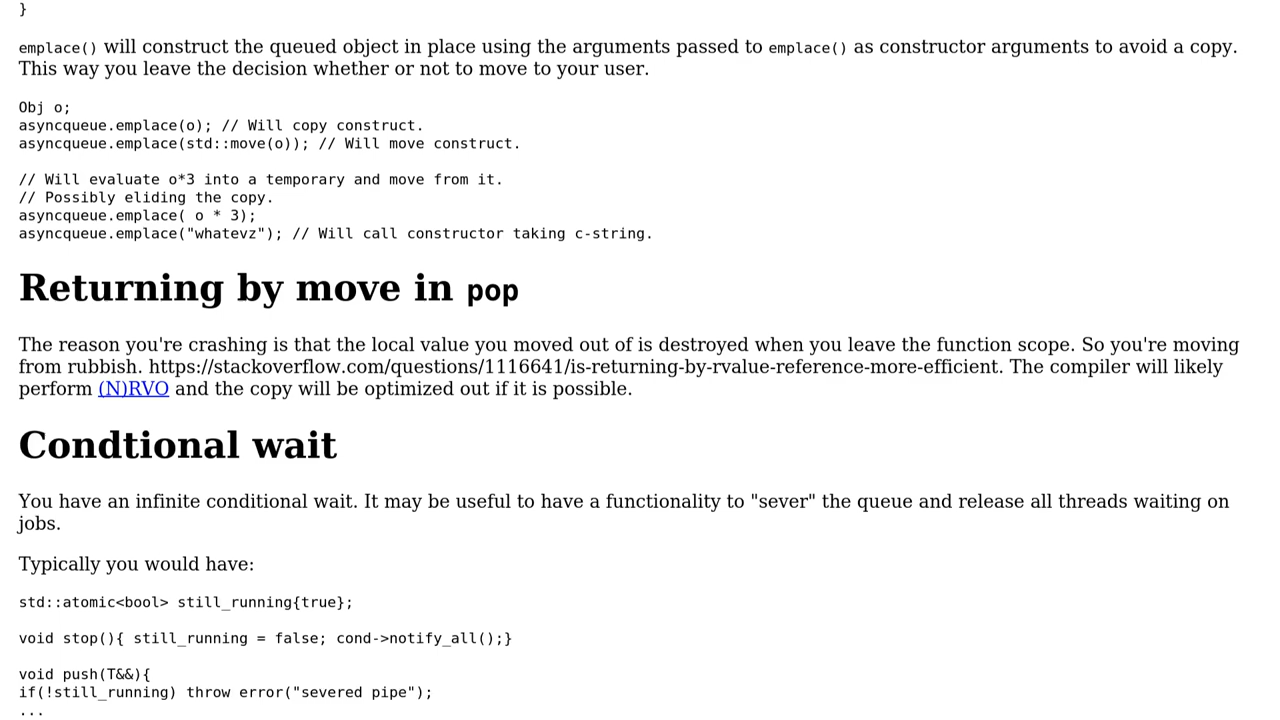 }
emplace() will construct the queued object in place using the arguments passed to emplace() as constructor arguments to avoid a copy.
This way you leave the decision whether or not to move to your user.
Obj o;
asyncqueue.emplace(o); // Will copy construct.
asyncqueue.emplace(std::move(o)); // Will move construct.
// Will evaluate o*3 into a temporary and move from it.
// Possibly eliding the copy.
asyncqueue.emplace( o * 3);
asyncqueue.emplace("whatevz"); // Will call constructor taking c-string.
Returning by move in pop
The reason you're crashing is that the local value you moved out of is destroyed when you leave the function scope. So you're moving
from rubbish. https://stackoverflow.com/questions/1116641/is-returning-by-rvalue-reference-more-efficient. The compiler will likely
perform (N)RVO and the copy will be optimized out if it is possible.
Condtional wait
You have an infinite conditional wait. It may be useful to have a functionality to "sever" the queue and release all threads waiting on
jobs.
Typically you would have:
std::atomic<bool> still_running{true};
void stop(){ still_running = false; cond->notify_all();}
void push(T&&){
if(!still_running) throw error("severed pipe");
...